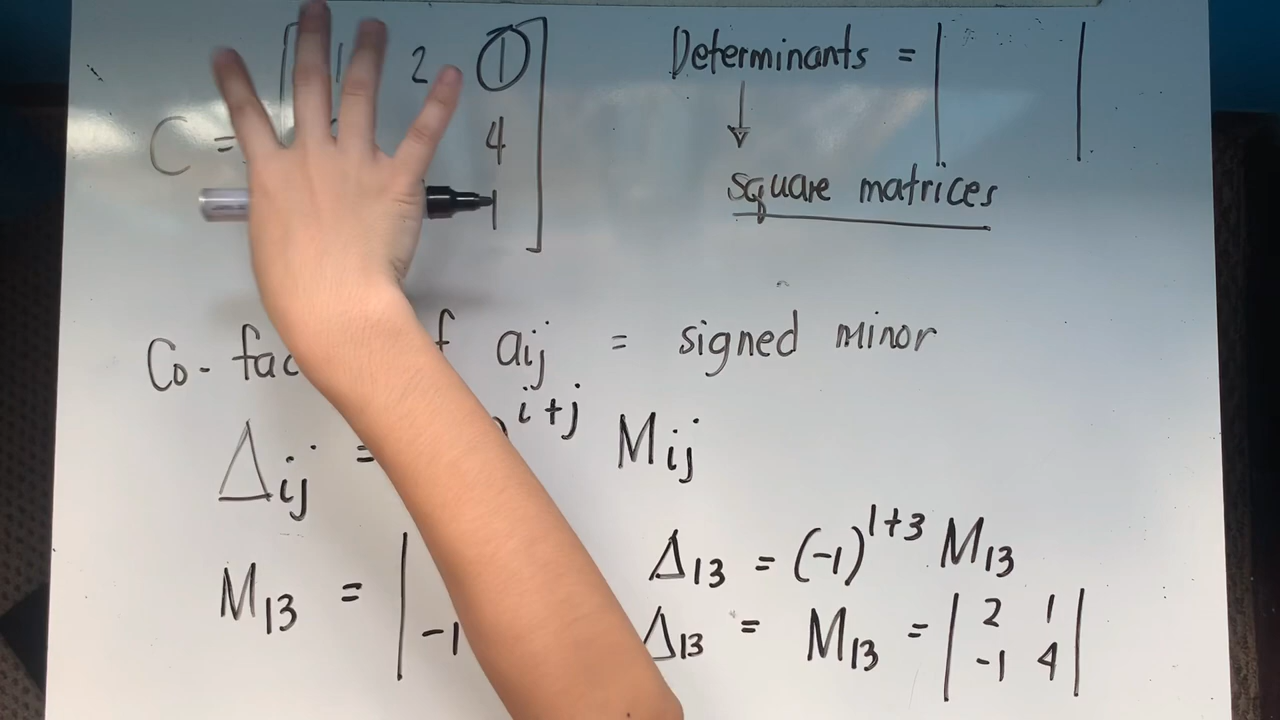 1 2 1
C = 4
1
Determinants =
square matrices
Co-fac f aij = signed minor
Δij = i+j Mij
M13 = -1
Δ13 = (-1)^1+3 M13
Δ13 = M13 = | 2 1 |
| -1 4 |